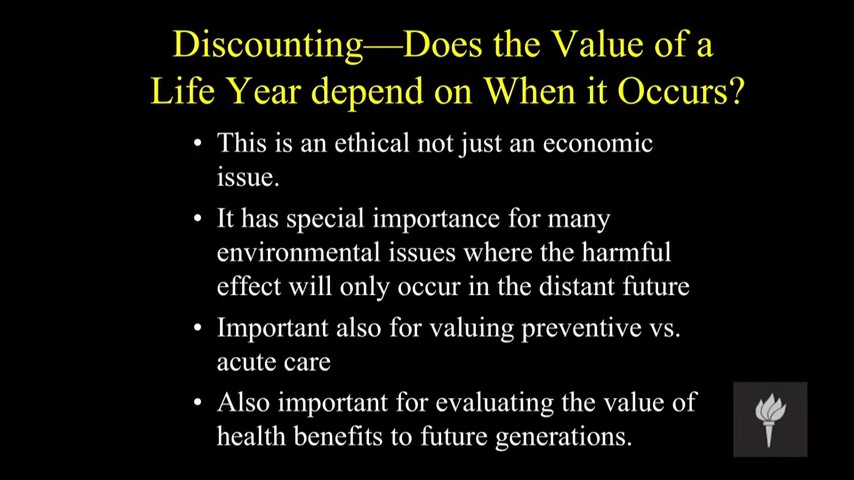 Discounting—Does the Value of a
Life Year depend on When it Occurs?
• This is an ethical not just an economic
issue.
• It has special importance for many
environmental issues where the harmful
effect will only occur in the distant future
• Important also for valuing preventive vs.
acute care
• Also important for evaluating the value of
health benefits to future generations.